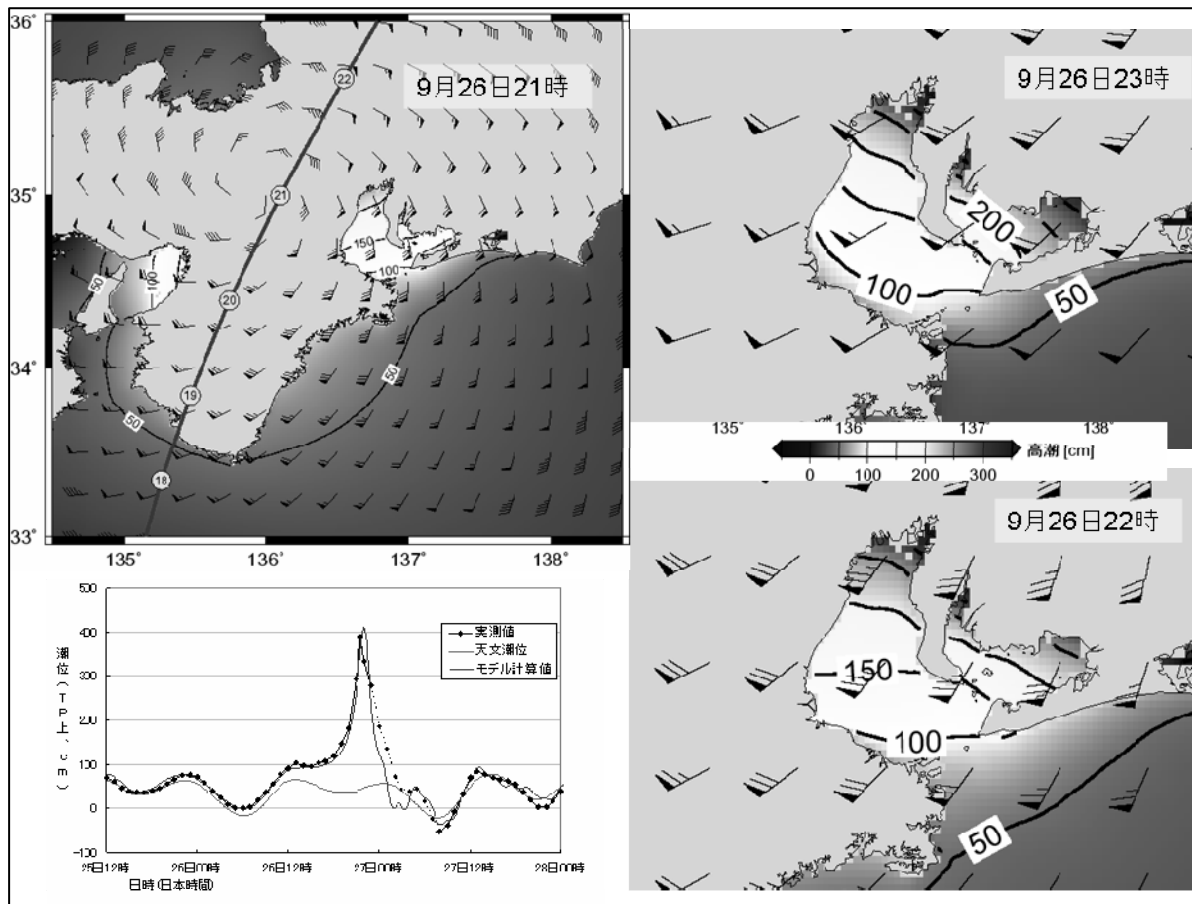 36°
35°
34°
33°
135°
136°
137°
138°
9月26日21時
22
21
20
19
18
150
100
100
50
50
50
9月26日23時
200
100
50
135°
136°
137°
138°
高潮 [cm]
0
100
200
300
9月26日22時
150
100
50
500
400
300
200
100
0
-100
潮位(TP上,cm)
実測値
天文潮位
モデル計算値
25日12時
26日00時
26日12時
27日00時
27日12時
28日00時
日時(日本時間)